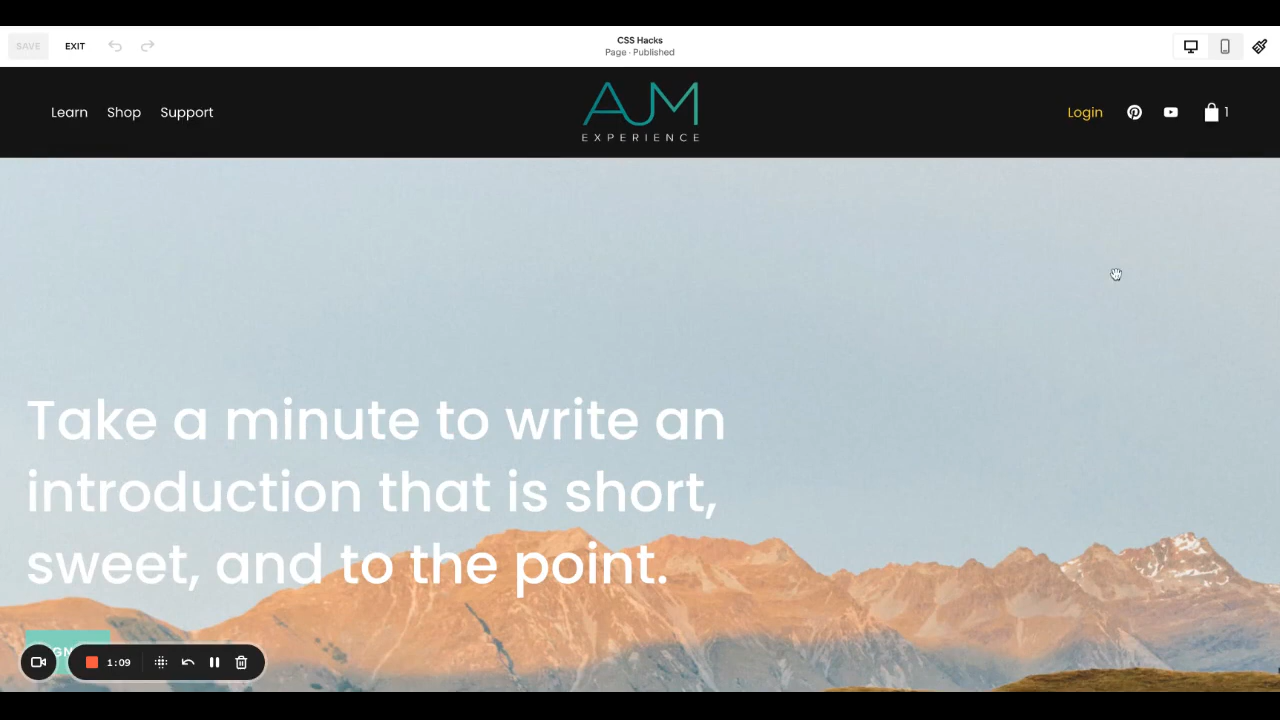 SAVE
EXIT
CSS Hacks
Page · Published
Learn
Shop
Support
AJM
EXPERIENCE
Login
1
Take a minute to write an
introduction that is short,
sweet, and to the point.
1:09